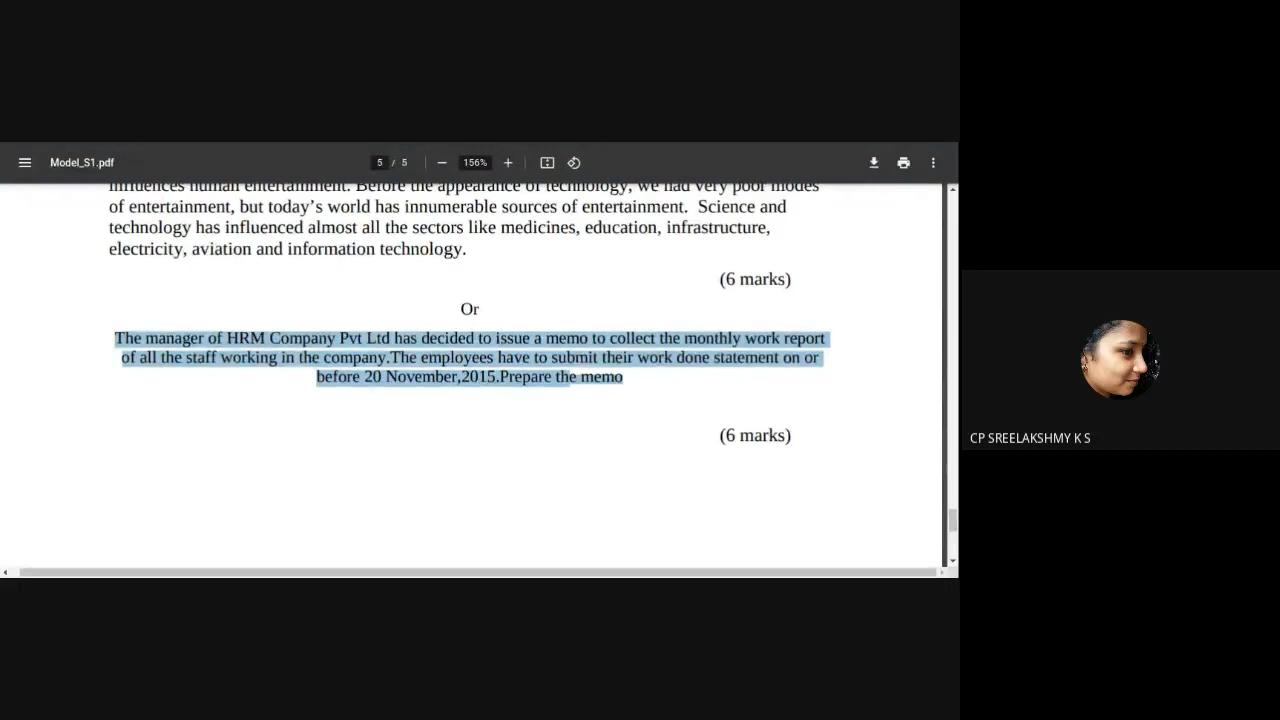 Model_S1.pdf
5 / 5
156%
influences human entertainment. Before the appearance of technology, we had very poor modes
of entertainment, but today's world has innumerable sources of entertainment. Science and
technology has influenced almost all the sectors like medicines, education, infrastructure,
electricity, aviation and information technology.
(6 marks)
Or
The manager of HRM Company Pvt Ltd has decided to issue a memo to collect the monthly work report
of all the staff working in the company.The employees have to submit their work done statement on or
before 20 November,2015.Prepare the memo
(6 marks)
CP SREELAKSHMY K S